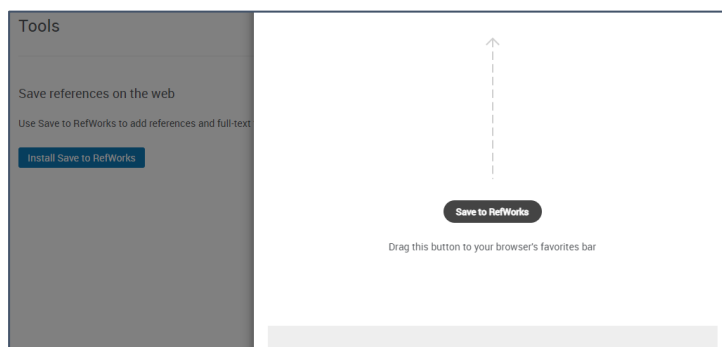 Tools
Save references on the web
Use Save to RefWorks to add references and full-text
Install Save to RefWorks
Save to RefWorks
Drag this button to your browser's favorites bar